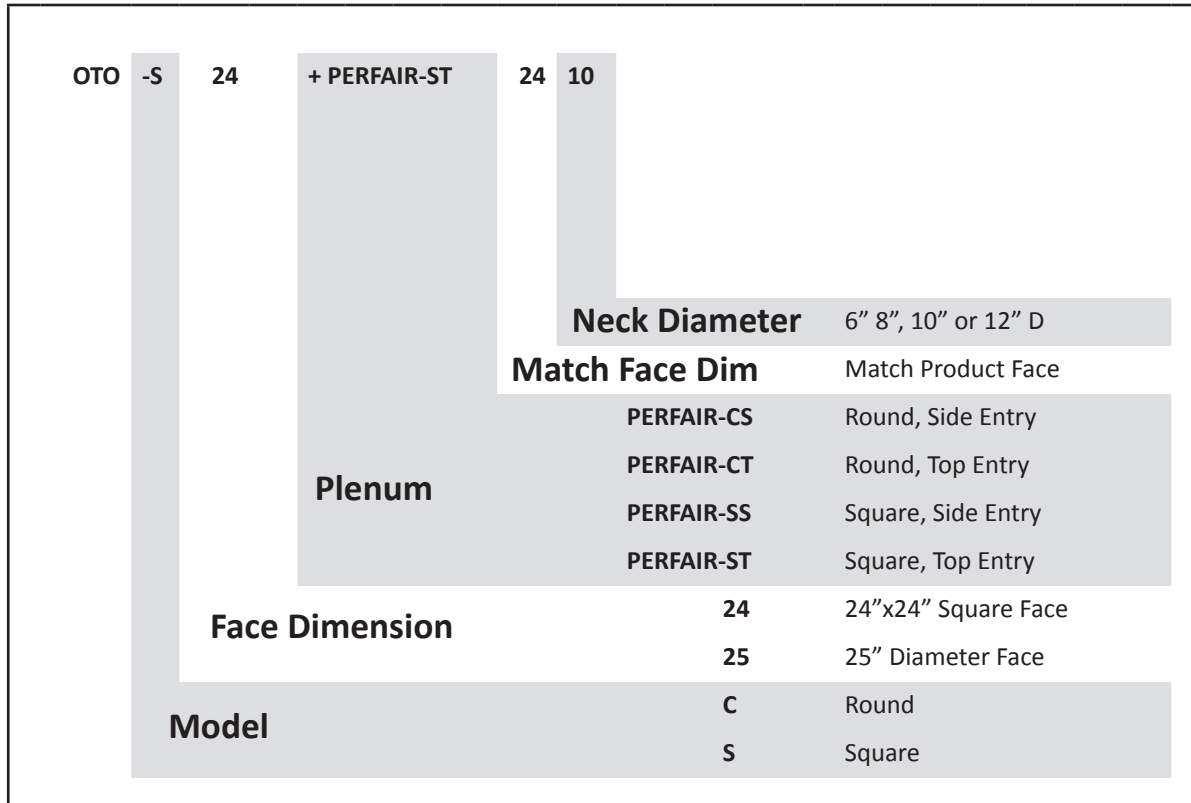 OTO -S 24 + PERFAIR-ST 24 10
Neck Diameter 6” 8”, 10” or 12” D
Match Face Dim Match Product Face
PERFAIR-CS Round, Side Entry
PERFAIR-CT Round, Top Entry
Plenum
PERFAIR-SS Square, Side Entry
PERFAIR-ST Square, Top Entry
24 24”x24” Square Face
Face Dimension
25 25” Diameter Face
C Round
Model
S Square